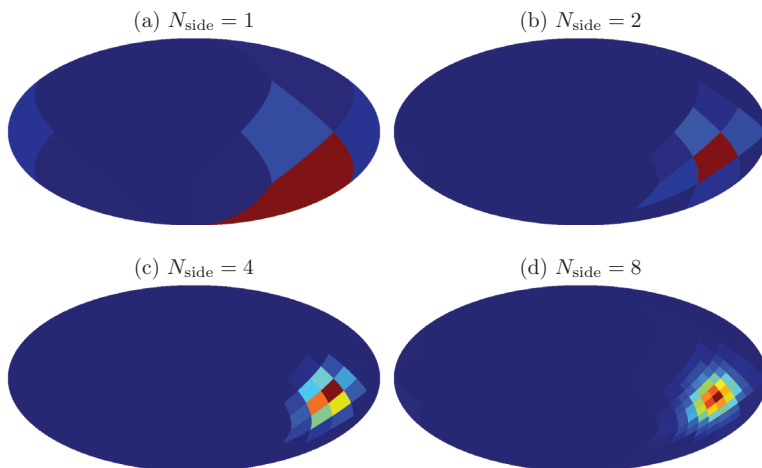 (a) N_side = 1
(b) N_side = 2
(c) N_side = 4
(d) N_side = 8